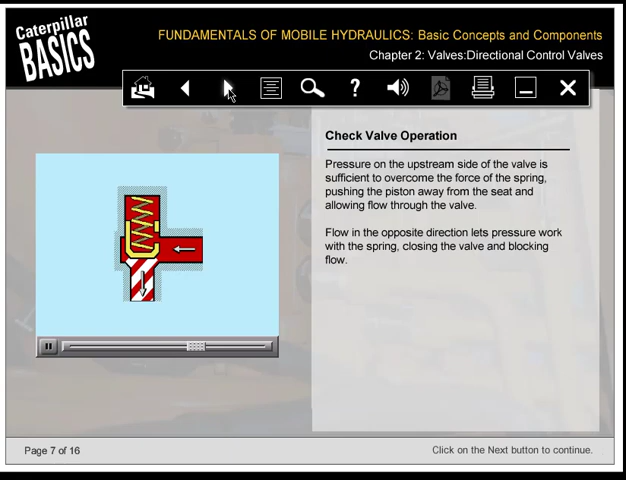 Caterpillar
BASICS
FUNDAMENTALS OF MOBILE HYDRAULICS: Basic Concepts and Components
Chapter 2: Valves:Directional Control Valves
?
Check Valve Operation
Pressure on the upstream side of the valve is
sufficient to overcome the force of the spring,
pushing the piston away from the seat and
allowing flow through the valve.
Flow in the opposite direction lets pressure work
with the spring, closing the valve and blocking
flow.
Page 7 of 16
Click on the Next button to continue.